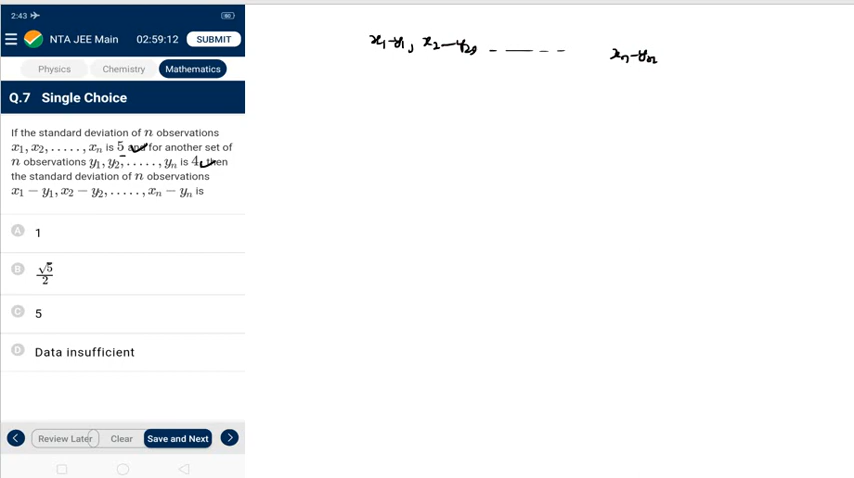 2:43
NTA JEE Main 02:59:12 SUBMIT
Physics Chemistry Mathematics
Q.7 Single Choice
If the standard deviation of n observations
x₁, x₂, ....., xₙ is 5 and for another set of
n observations y₁, y₂, ....., yₙ is 4, then
the standard deviation of n observations
x₁ − y₁, x₂ − y₂, ....., xₙ − yₙ is
A 1
B √5/2
C 5
D Data insufficient
Review Later Clear Save and Next
x₁-y₁, x₂-y₂, - — - - xₙ-yₙ